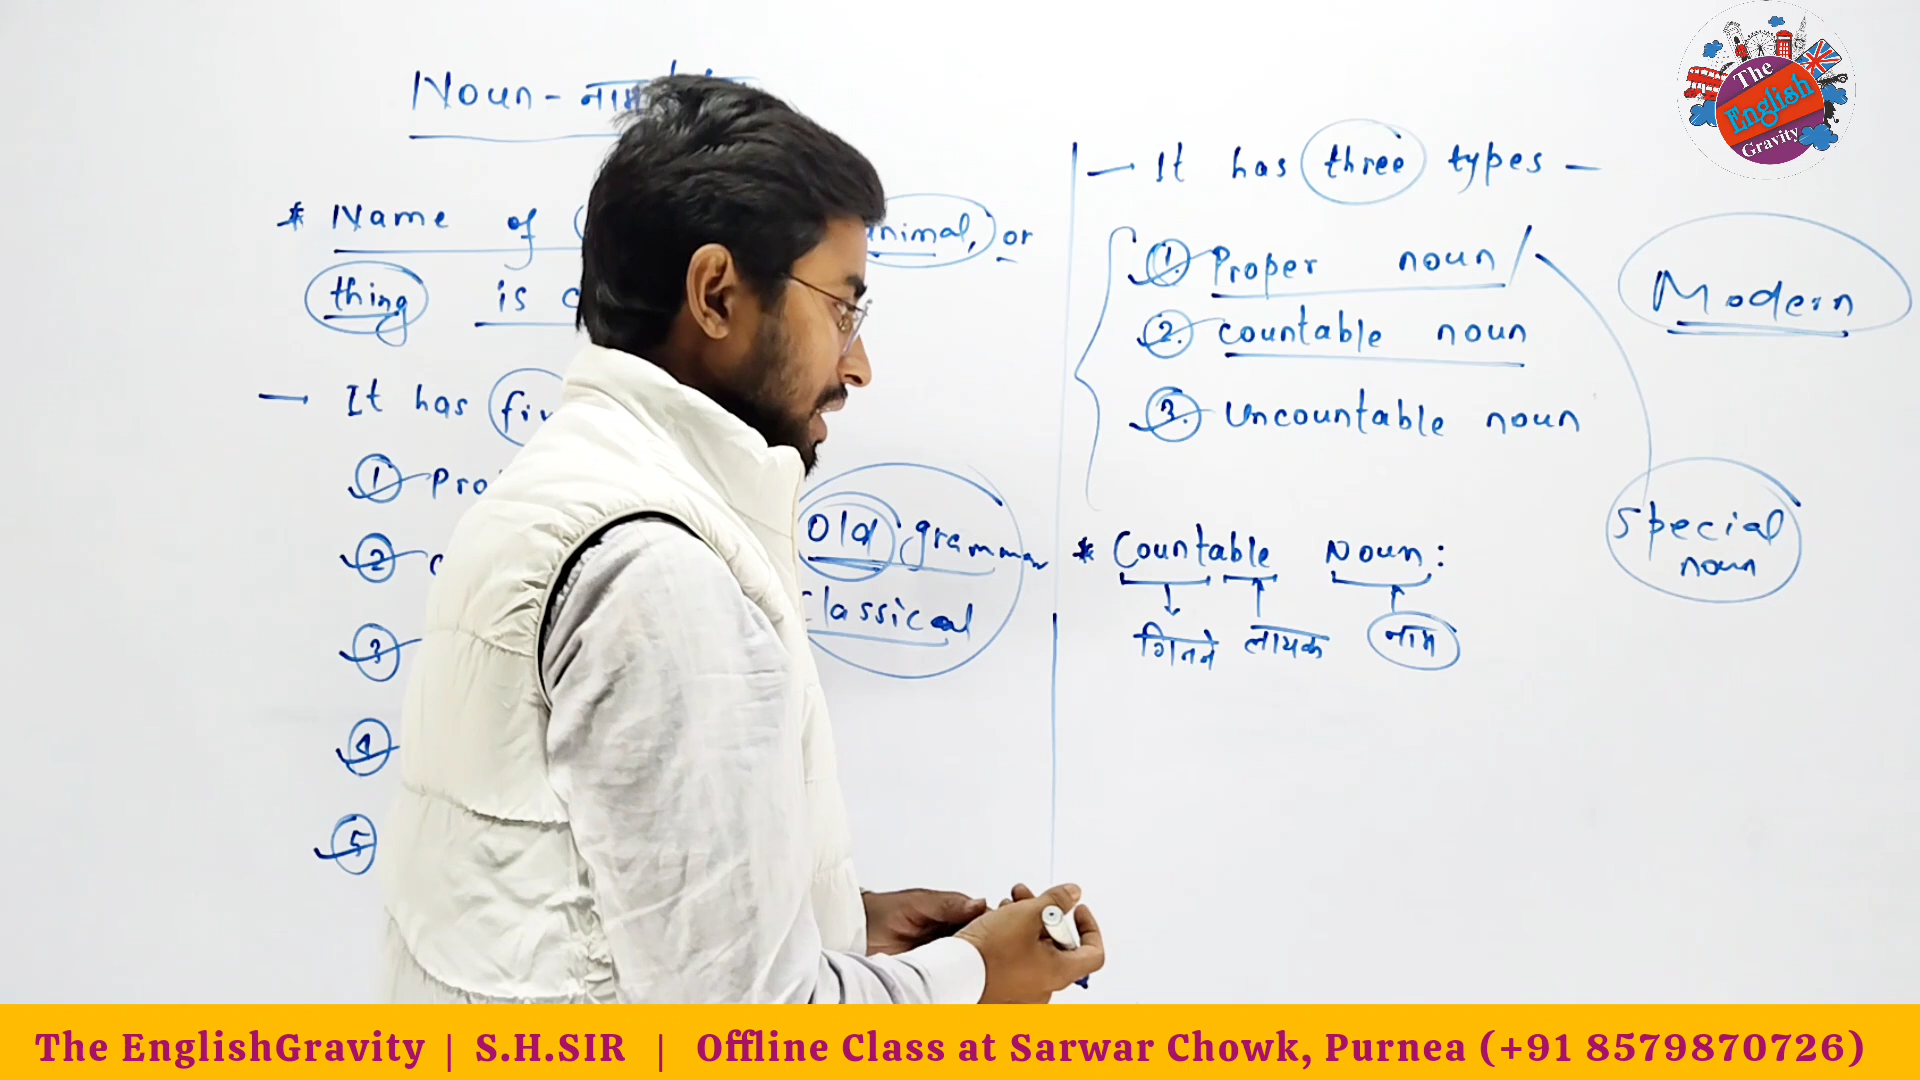 Noun - नाम
* Name of animal, or
thing is
— It has
① Pro
②
③
④
⑤
Old grammar
classical
— It has three types —
① Proper noun /
②. countable noun
③. Uncountable noun
Modern
Special
noun
* Countable Noun :
गिनने लायक नाम
The
English
Gravity
The EnglishGravity | S.H.SIR | Offline Class at Sarwar Chowk, Purnea (+91 8579870726)